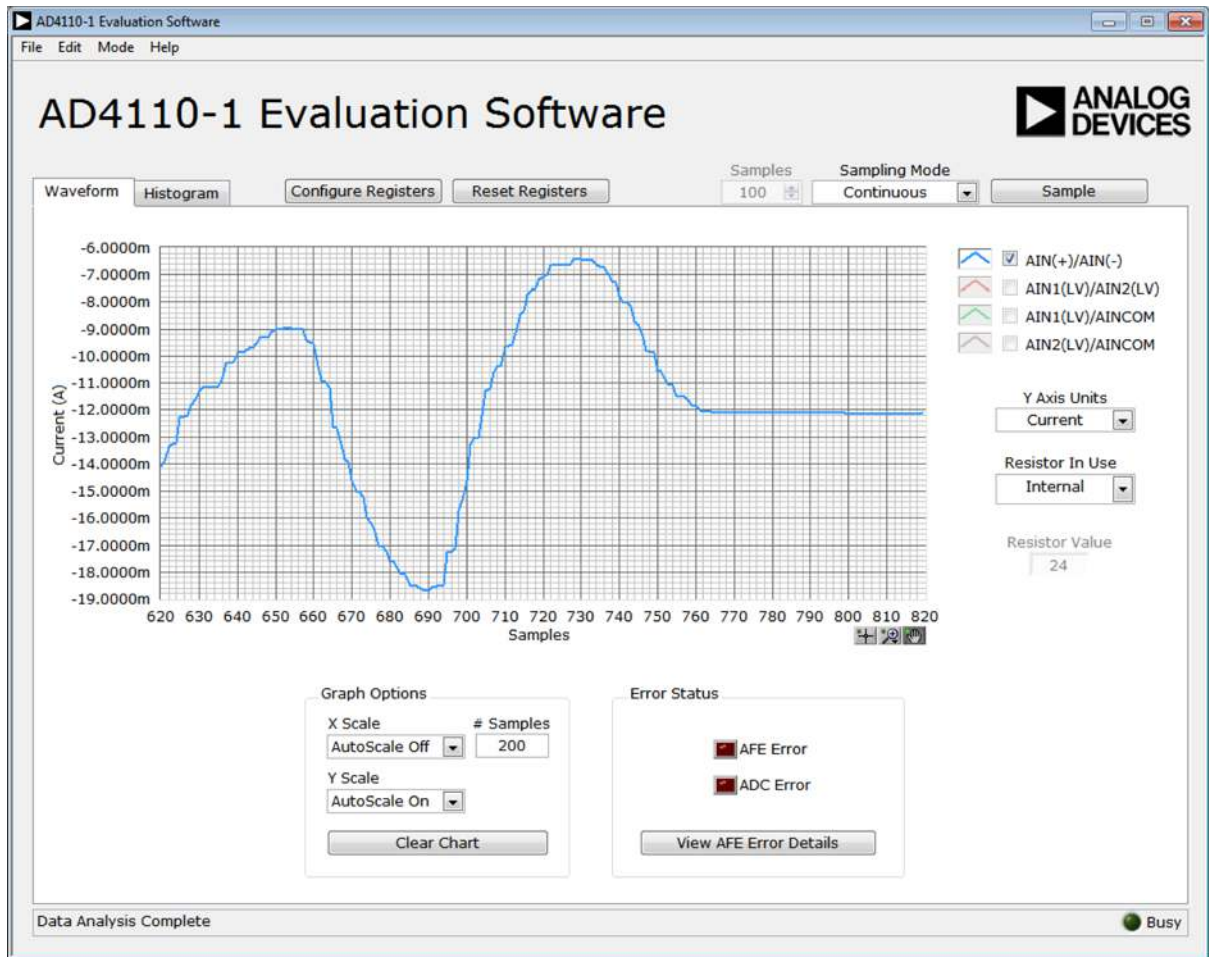 AD4110-1 Evaluation Software
File Edit Mode Help
AD4110-1 Evaluation Software
ANALOG
DEVICES
Waveform
Histogram
Configure Registers
Reset Registers
Samples
100
Sampling Mode
Continuous
Sample
-6.0000m
-7.0000m
-8.0000m
-9.0000m
-10.0000m
-11.0000m
-12.0000m
-13.0000m
-14.0000m
-15.0000m
-16.0000m
-17.0000m
-18.0000m
-19.0000m
Current (A)
620 630 640 650 660 670 680 690 700 710 720 730 740 750 760 770 780 790 800 810 820
Samples
AIN(+)/AIN(-)
AIN1(LV)/AIN2(LV)
AIN1(LV)/AINCOM
AIN2(LV)/AINCOM
Y Axis Units
Current
Resistor In Use
Internal
Resistor Value
24
Graph Options
X Scale
AutoScale Off
# Samples
200
Y Scale
AutoScale On
Clear Chart
Error Status
AFE Error
ADC Error
View AFE Error Details
Data Analysis Complete
Busy